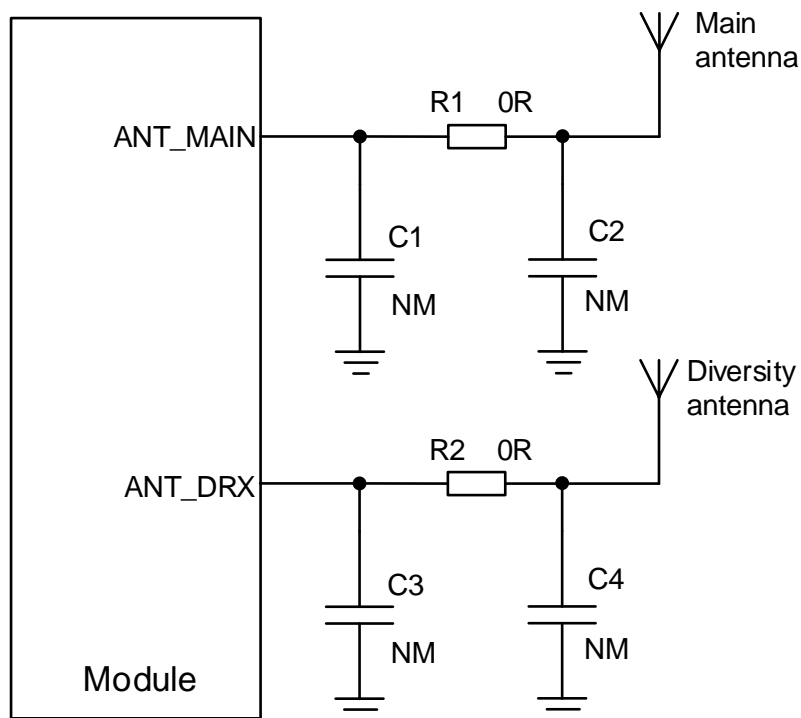 Main
antenna
R1 0R
ANT_MAIN
C1
C2
NM
NM
Diversity
antenna
R2 0R
ANT_DRX
C3
C4
NM
NM
Module